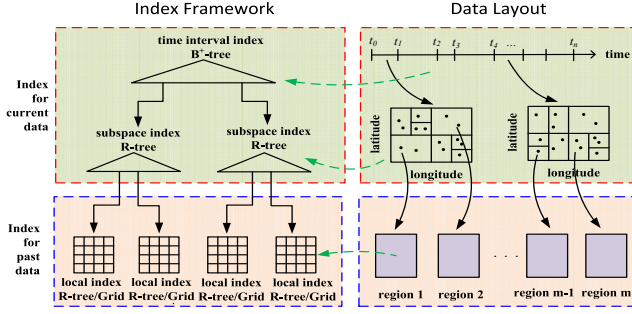 Index Framework
Data Layout
time interval index
B+-tree
t0 t1 t2 t3 t4 ... tn
time
Index
for
current
data
subspace index
R-tree
subspace index
R-tree
latitude
longitude
latitude
longitude
Index
for
past
data
local index
R-tree/Grid
local index
R-tree/Grid
local index
R-tree/Grid
local index
R-tree/Grid
region 1
region 2
. . .
region m-1
region m